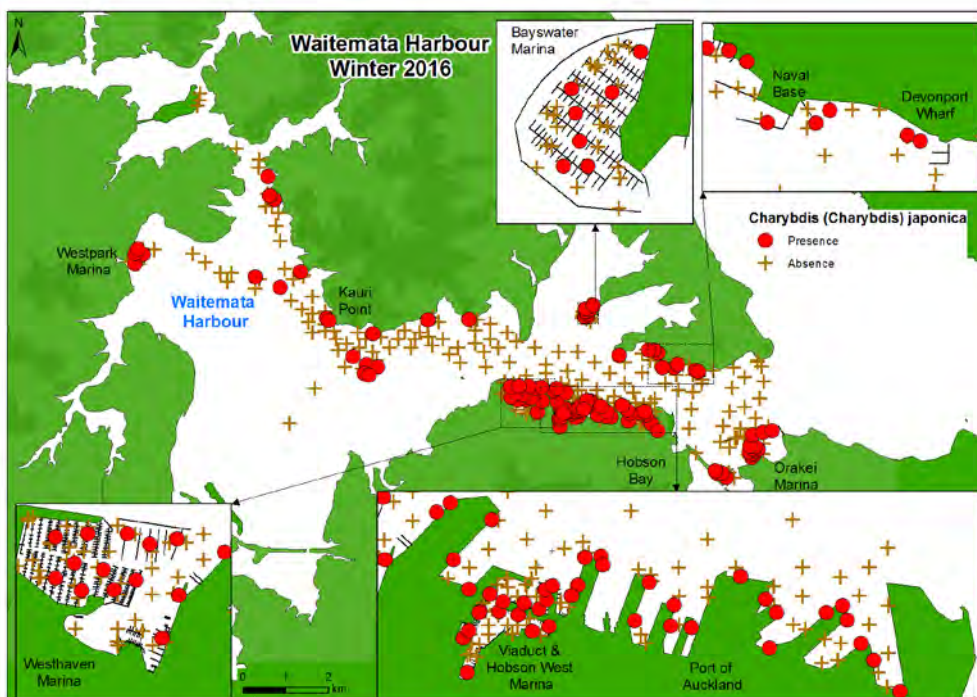 N
Waitemata Harbour
Winter 2016
Bayswater
Marina
Naval
Base
Devonport
Wharf
Charybdis (Charybdis) japonica
Presence
Absence
Westpark
Marina
Waitemata
Harbour
Kauri
Point
Hobson
Bay
Orakei
Marina
Westhaven
Marina
0 1 2
km
Viaduct &
Hobson West
Marina
Port of
Auckland